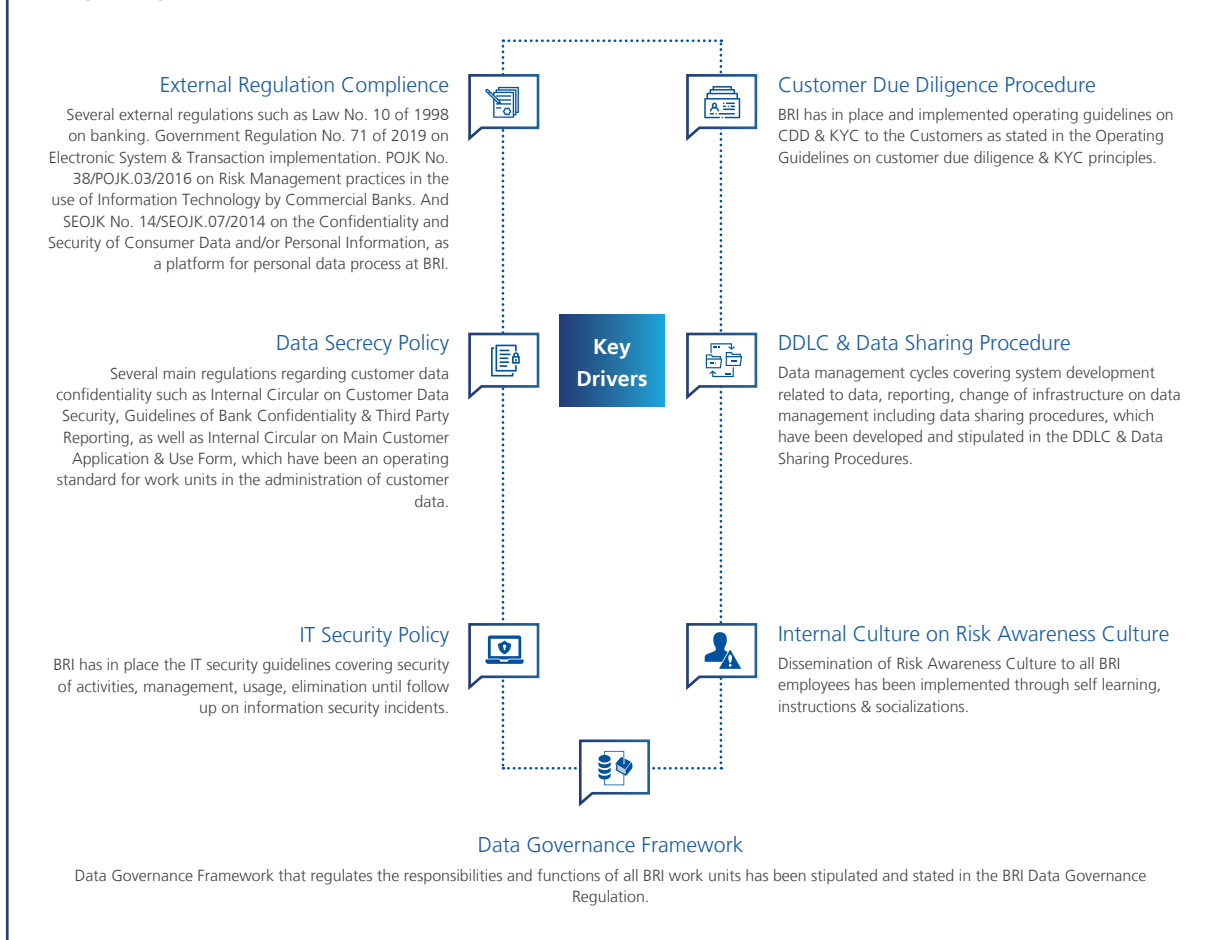 External Regulation Complience
Several external regulations such as Law No. 10 of 1998
on banking. Government Regulation No. 71 of 2019 on
Electronic System & Transaction implementation. POJK No.
38/POJK.03/2016 on Risk Management practices in the
use of Information Technology by Commercial Banks. And
SEOJK No. 14/SEOJK.07/2014 on the Confidentiality and
Security of Consumer Data and/or Personal Information, as
a platform for personal data process at BRI.
Customer Due Diligence Procedure
BRI has in place and implemented operating guidelines on
CDD & KYC to the Customers as stated in the Operating
Guidelines on customer due diligence & KYC principles.
Data Secrecy Policy
Several main regulations regarding customer data
confidentiality such as Internal Circular on Customer Data
Security, Guidelines of Bank Confidentiality & Third Party
Reporting, as well as Internal Circular on Main Customer
Application & Use Form, which have been an operating
standard for work units in the administration of customer
data.
Key
Drivers
DDLC & Data Sharing Procedure
Data management cycles covering system development
related to data, reporting, change of infrastructure on data
management including data sharing procedures, which
have been developed and stipulated in the DDLC & Data
Sharing Procedures.
IT Security Policy
BRI has in place the IT security guidelines covering security
of activities, management, usage, elimination until follow
up on information security incidents.
Internal Culture on Risk Awareness Culture
Dissemination of Risk Awareness Culture to all BRI
employees has been implemented through self learning,
instructions & socializations.
Data Governance Framework
Data Governance Framework that regulates the responsibilities and functions of all BRI work units has been stipulated and stated in the BRI Data Governance
Regulation.